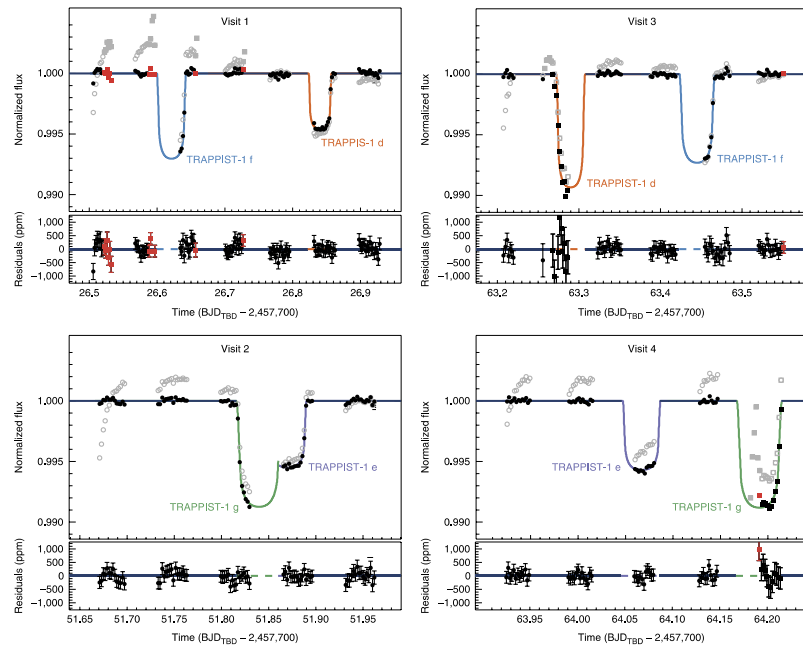 Visit 1
Normalized flux
1.000
0.995
0.990
TRAPPIST-1 f
TRAPPIS-1 d
Residuals (ppm)
1,000
500
0
−500
−1,000
26.5 26.6 26.7 26.8 26.9
Time (BJD_TBD − 2,457,700)
Visit 3
Normalized flux
1.000
0.995
0.990
TRAPPIST-1 d
TRAPPIST-1 f
Residuals (ppm)
1,000
500
0
−500
−1,000
63.2 63.3 63.4 63.5
Time (BJD_TBD − 2,457,700)
Visit 2
Normalized flux
1.000
0.995
0.990
TRAPPIST-1 g
TRAPPIST-1 e
Residuals (ppm)
1,000
500
0
−500
−1,000
51.65 51.70 51.75 51.80 51.85 51.90 51.95
Time (BJD_TBD − 2,457,700)
Visit 4
Normalized flux
1.000
0.995
0.990
TRAPPIST-1 e
TRAPPIST-1 g
Residuals (ppm)
1,000
500
0
−500
−1,000
63.95 64.00 64.05 64.10 64.15 64.20
Time (BJD_TBD − 2,457,700)